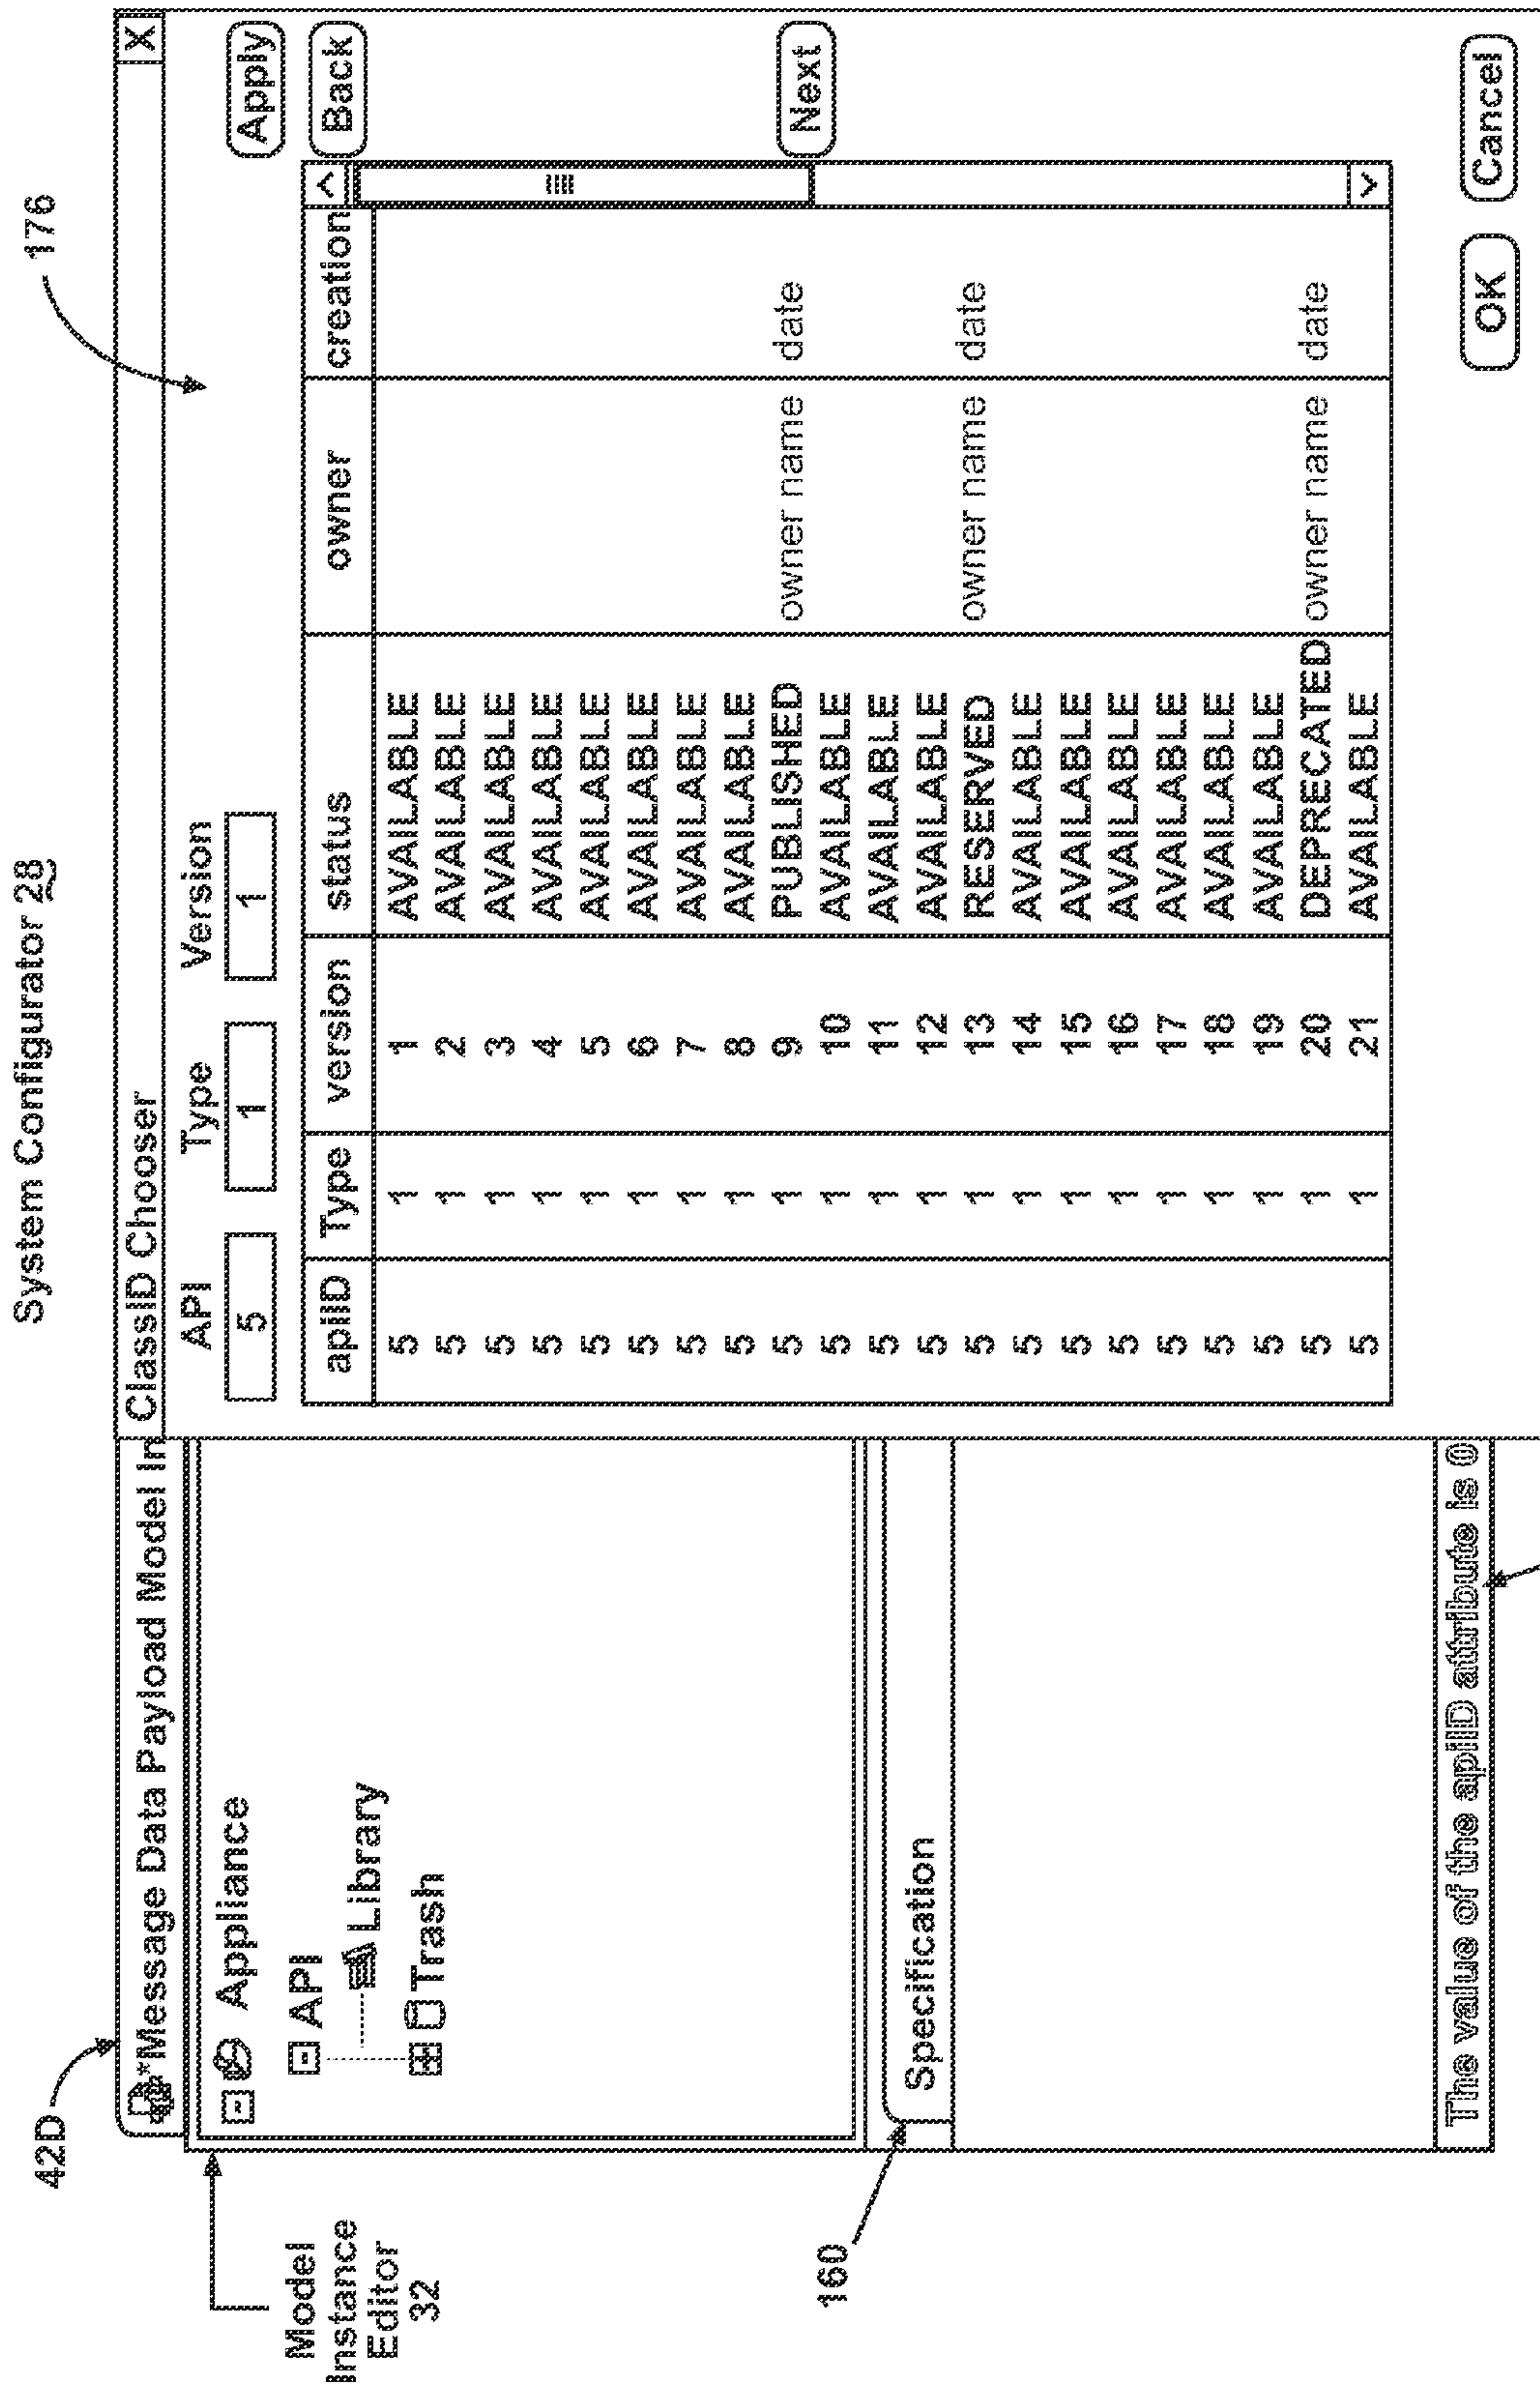 System Configurator 28
176
42D
*Message Data Payload Model In
ClassID Chooser X
API Type Version
5 1 1
Apply
Back
Next
apiID Type version status owner creation
5 1 1 AVAILABLE
5 1 2 AVAILABLE
5 1 3 AVAILABLE
5 1 4 AVAILABLE
5 1 5 AVAILABLE
5 1 6 AVAILABLE
5 1 7 AVAILABLE
5 1 8 AVAILABLE
5 1 9 PUBLISHED owner name date
5 1 10 AVAILABLE
5 1 11 AVAILABLE
5 1 12 AVAILABLE
5 1 13 RESERVED owner name date
5 1 14 AVAILABLE
5 1 15 AVAILABLE
5 1 16 AVAILABLE
5 1 17 AVAILABLE
5 1 18 AVAILABLE
5 1 19 AVAILABLE
5 1 20 DEPRECATED owner name date
5 1 21 AVAILABLE
OK Cancel
Model
Instance
Editor
32
Appliance
API
Library
Trash
160
Specification
The value of the apiID attribute is 0